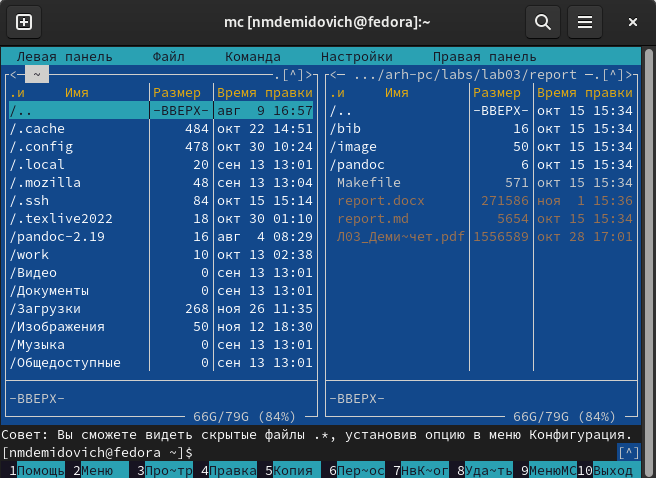 mc [nmdemidovich@fedora]:~
Левая панель Файл Команда Настройки Правая панель
<─ ~ ─.[^]> <─ .../arh-pc/labs/lab03/report ─.[^]>
.и Имя Размер Время правки .и Имя Размер Время правки
/.. -ВВЕРХ- авг 9 16:57 /.. -ВВЕРХ- окт 15 15:34
/.cache 484 окт 22 14:51 /bib 16 окт 15 15:34
/.config 478 окт 30 10:24 /image 50 окт 15 15:34
/.local 20 сен 13 13:01 /pandoc 6 окт 15 15:34
/.mozilla 48 сен 13 13:04 Makefile 571 окт 15 15:34
/.ssh 84 окт 15 15:14 report.docx 271586 ноя 1 15:36
/.texlive2022 18 окт 30 01:10 report.md 5654 окт 15 15:34
/pandoc-2.19 16 авг 4 08:29 Л03_Деми~чет.pdf 1556589 окт 28 17:01
/work 10 окт 13 02:38
/Видео 0 сен 13 13:01
/Документы 0 сен 13 13:01
/Загрузки 268 ноя 26 11:35
/Изображения 50 ноя 12 18:30
/Музыка 0 сен 13 13:01
/Общедоступные 0 сен 13 13:01
-ВВЕРХ- -ВВЕРХ-
66G/79G (84%) 66G/79G (84%)
Совет: Вы сможете видеть скрытые файлы .*, установив опцию в меню Конфигурация.
[nmdemidovich@fedora ~]$ [^]
1Помощь 2Меню 3Про~тр 4Правка 5Копия 6Пер~ос 7НвК~ог 8Уда~ть 9МенюМС 10Выход